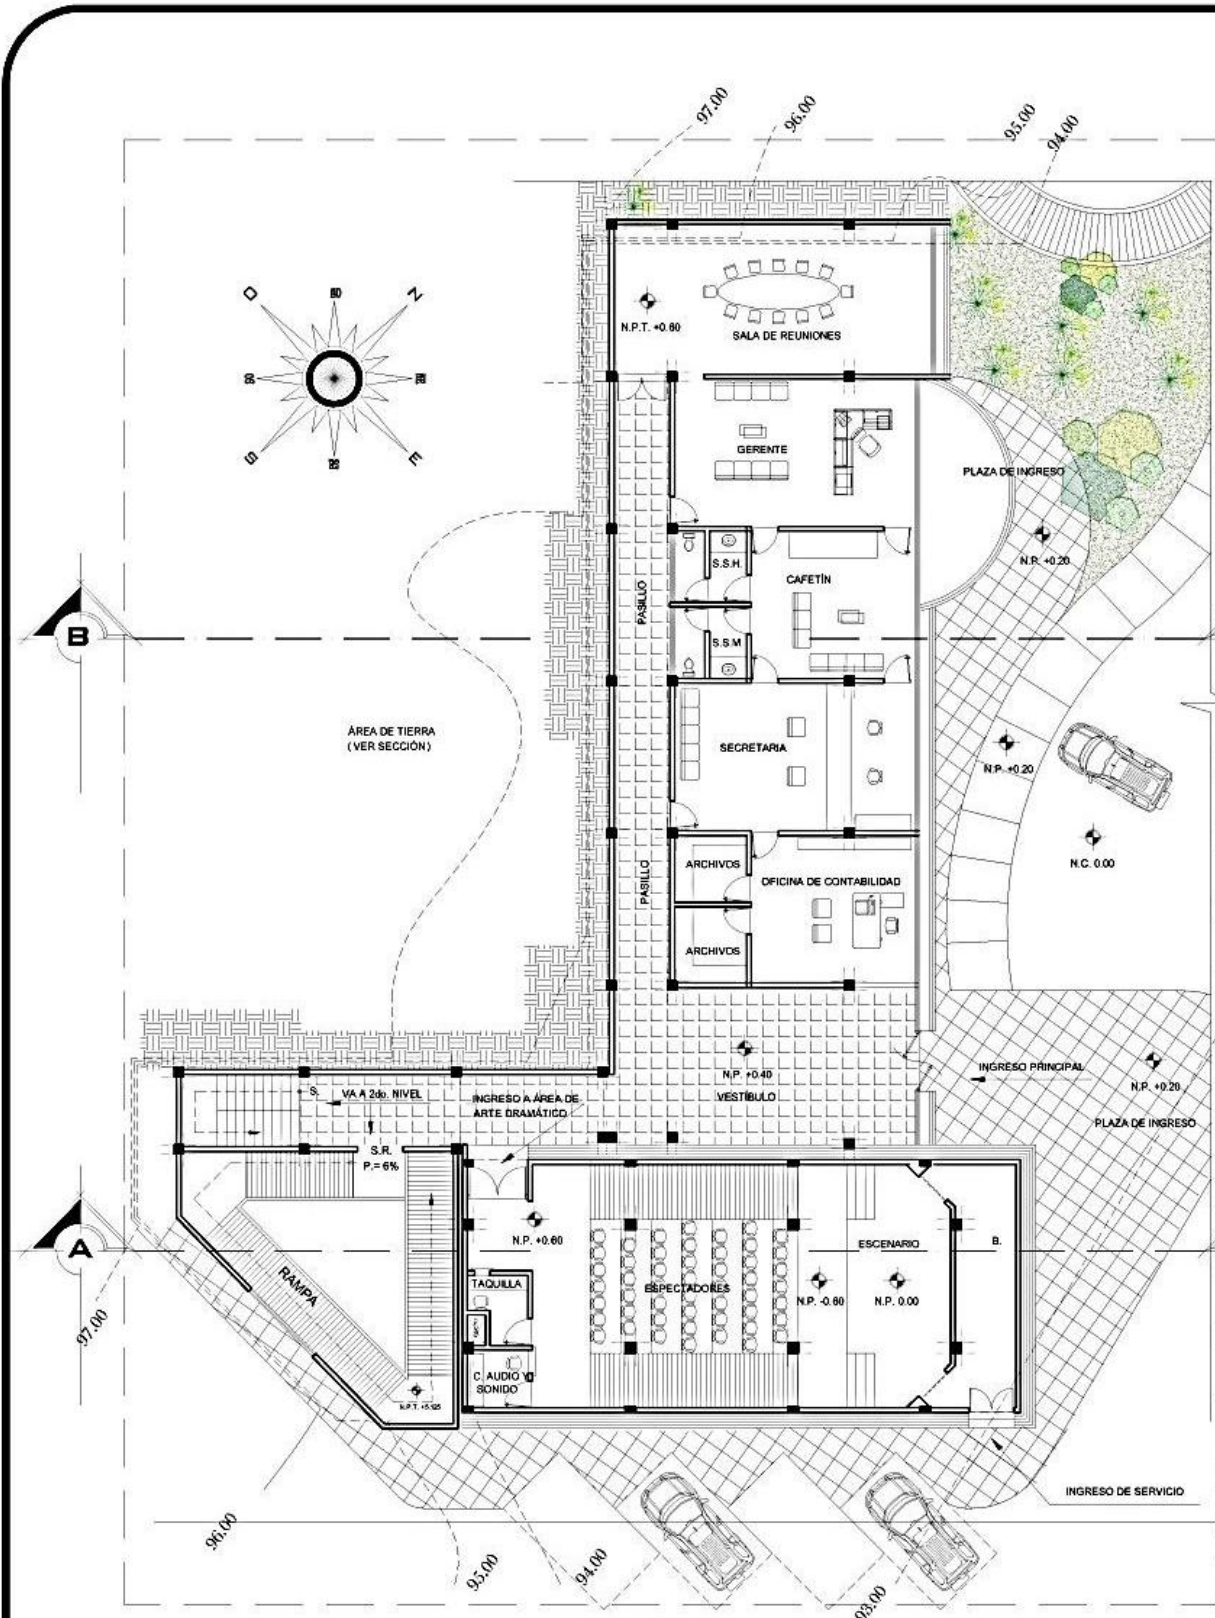 97.00
96.00
95.00
94.00
O
NO
N
SO
NE
S
SE
E
N.P.T. +0.60
SALA DE REUNIONES
GERENTE
PLAZA DE INGRESO
N.P. +0.20
S.S.H.
CAFETÍN
PASILLO
B
S.S.M
ÁREA DE TIERRA
(VER SECCIÓN)
SECRETARIA
N.P. +0.20
N.C. 0.00
ARCHIVOS
PASILLO
OFICINA DE CONTABILIDAD
ARCHIVOS
N.P. +0.40
VESTÍBULO
INGRESO PRINCIPAL
N.P. +0.20
PLAZA DE INGRESO
S.
VA A 2do. NIVEL
INGRESO A ÁREA DE
ARTE DRAMÁTICO
S.R.
P.= 6%
N.P. +0.60
A
ESCENARIO
B.
RAMPA
TAQUILLA
ESPECTADORES
N.P. -0.60
N.P. 0.00
97.00
C. AUDIO Y
SONIDO
INGRESO DE SERVICIO
96.00
95.00
94.00
93.00